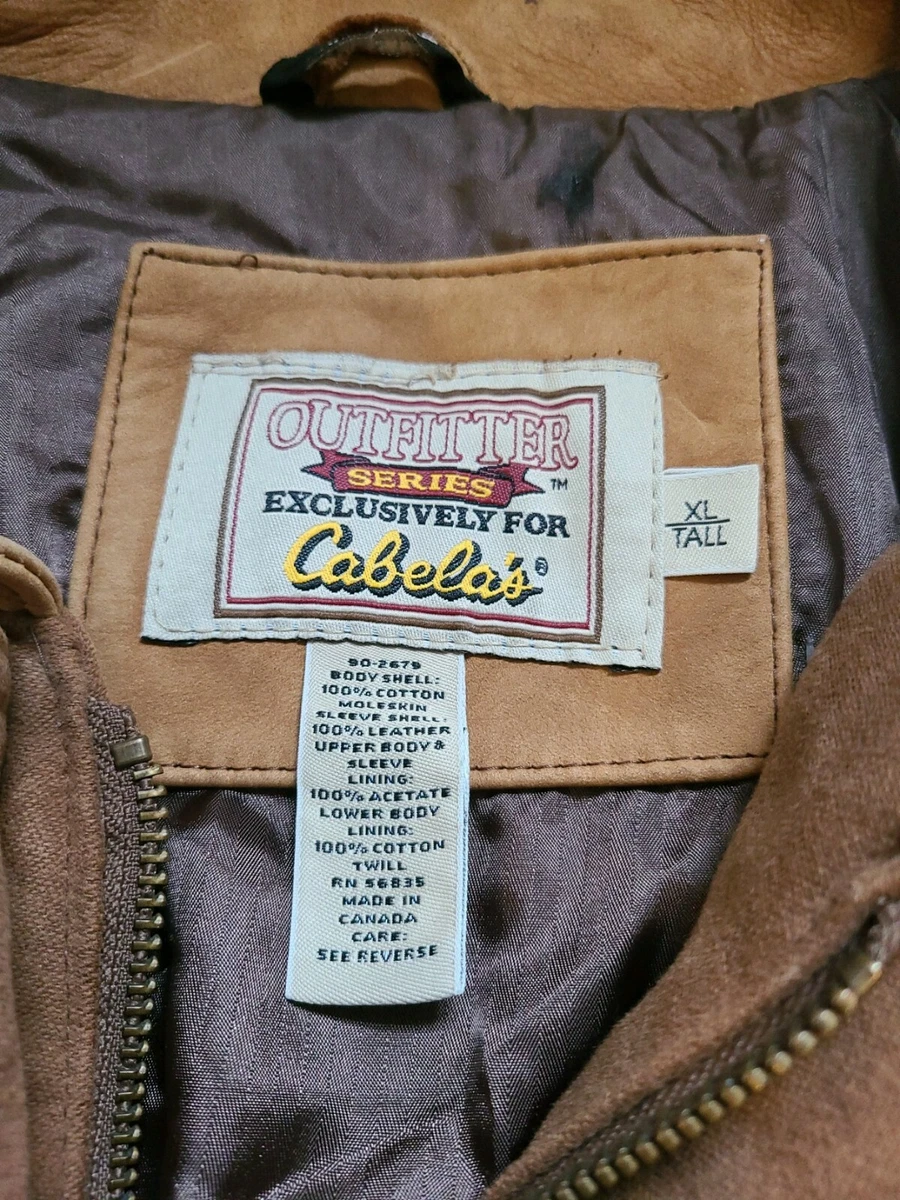 OUTFITTER
SERIES ™
EXCLUSIVELY FOR
Cabela's®
XL
TALL
90-2679
BODY SHELL:
100% COTTON
MOLESKIN
SLEEVE SHELL:
100% LEATHER
UPPER BODY &
SLEEVE
LINING:
100% ACETATE
LOWER BODY
LINING:
100% COTTON
TWILL
RN 56835
MADE IN
CANADA
CARE:
SEE REVERSE